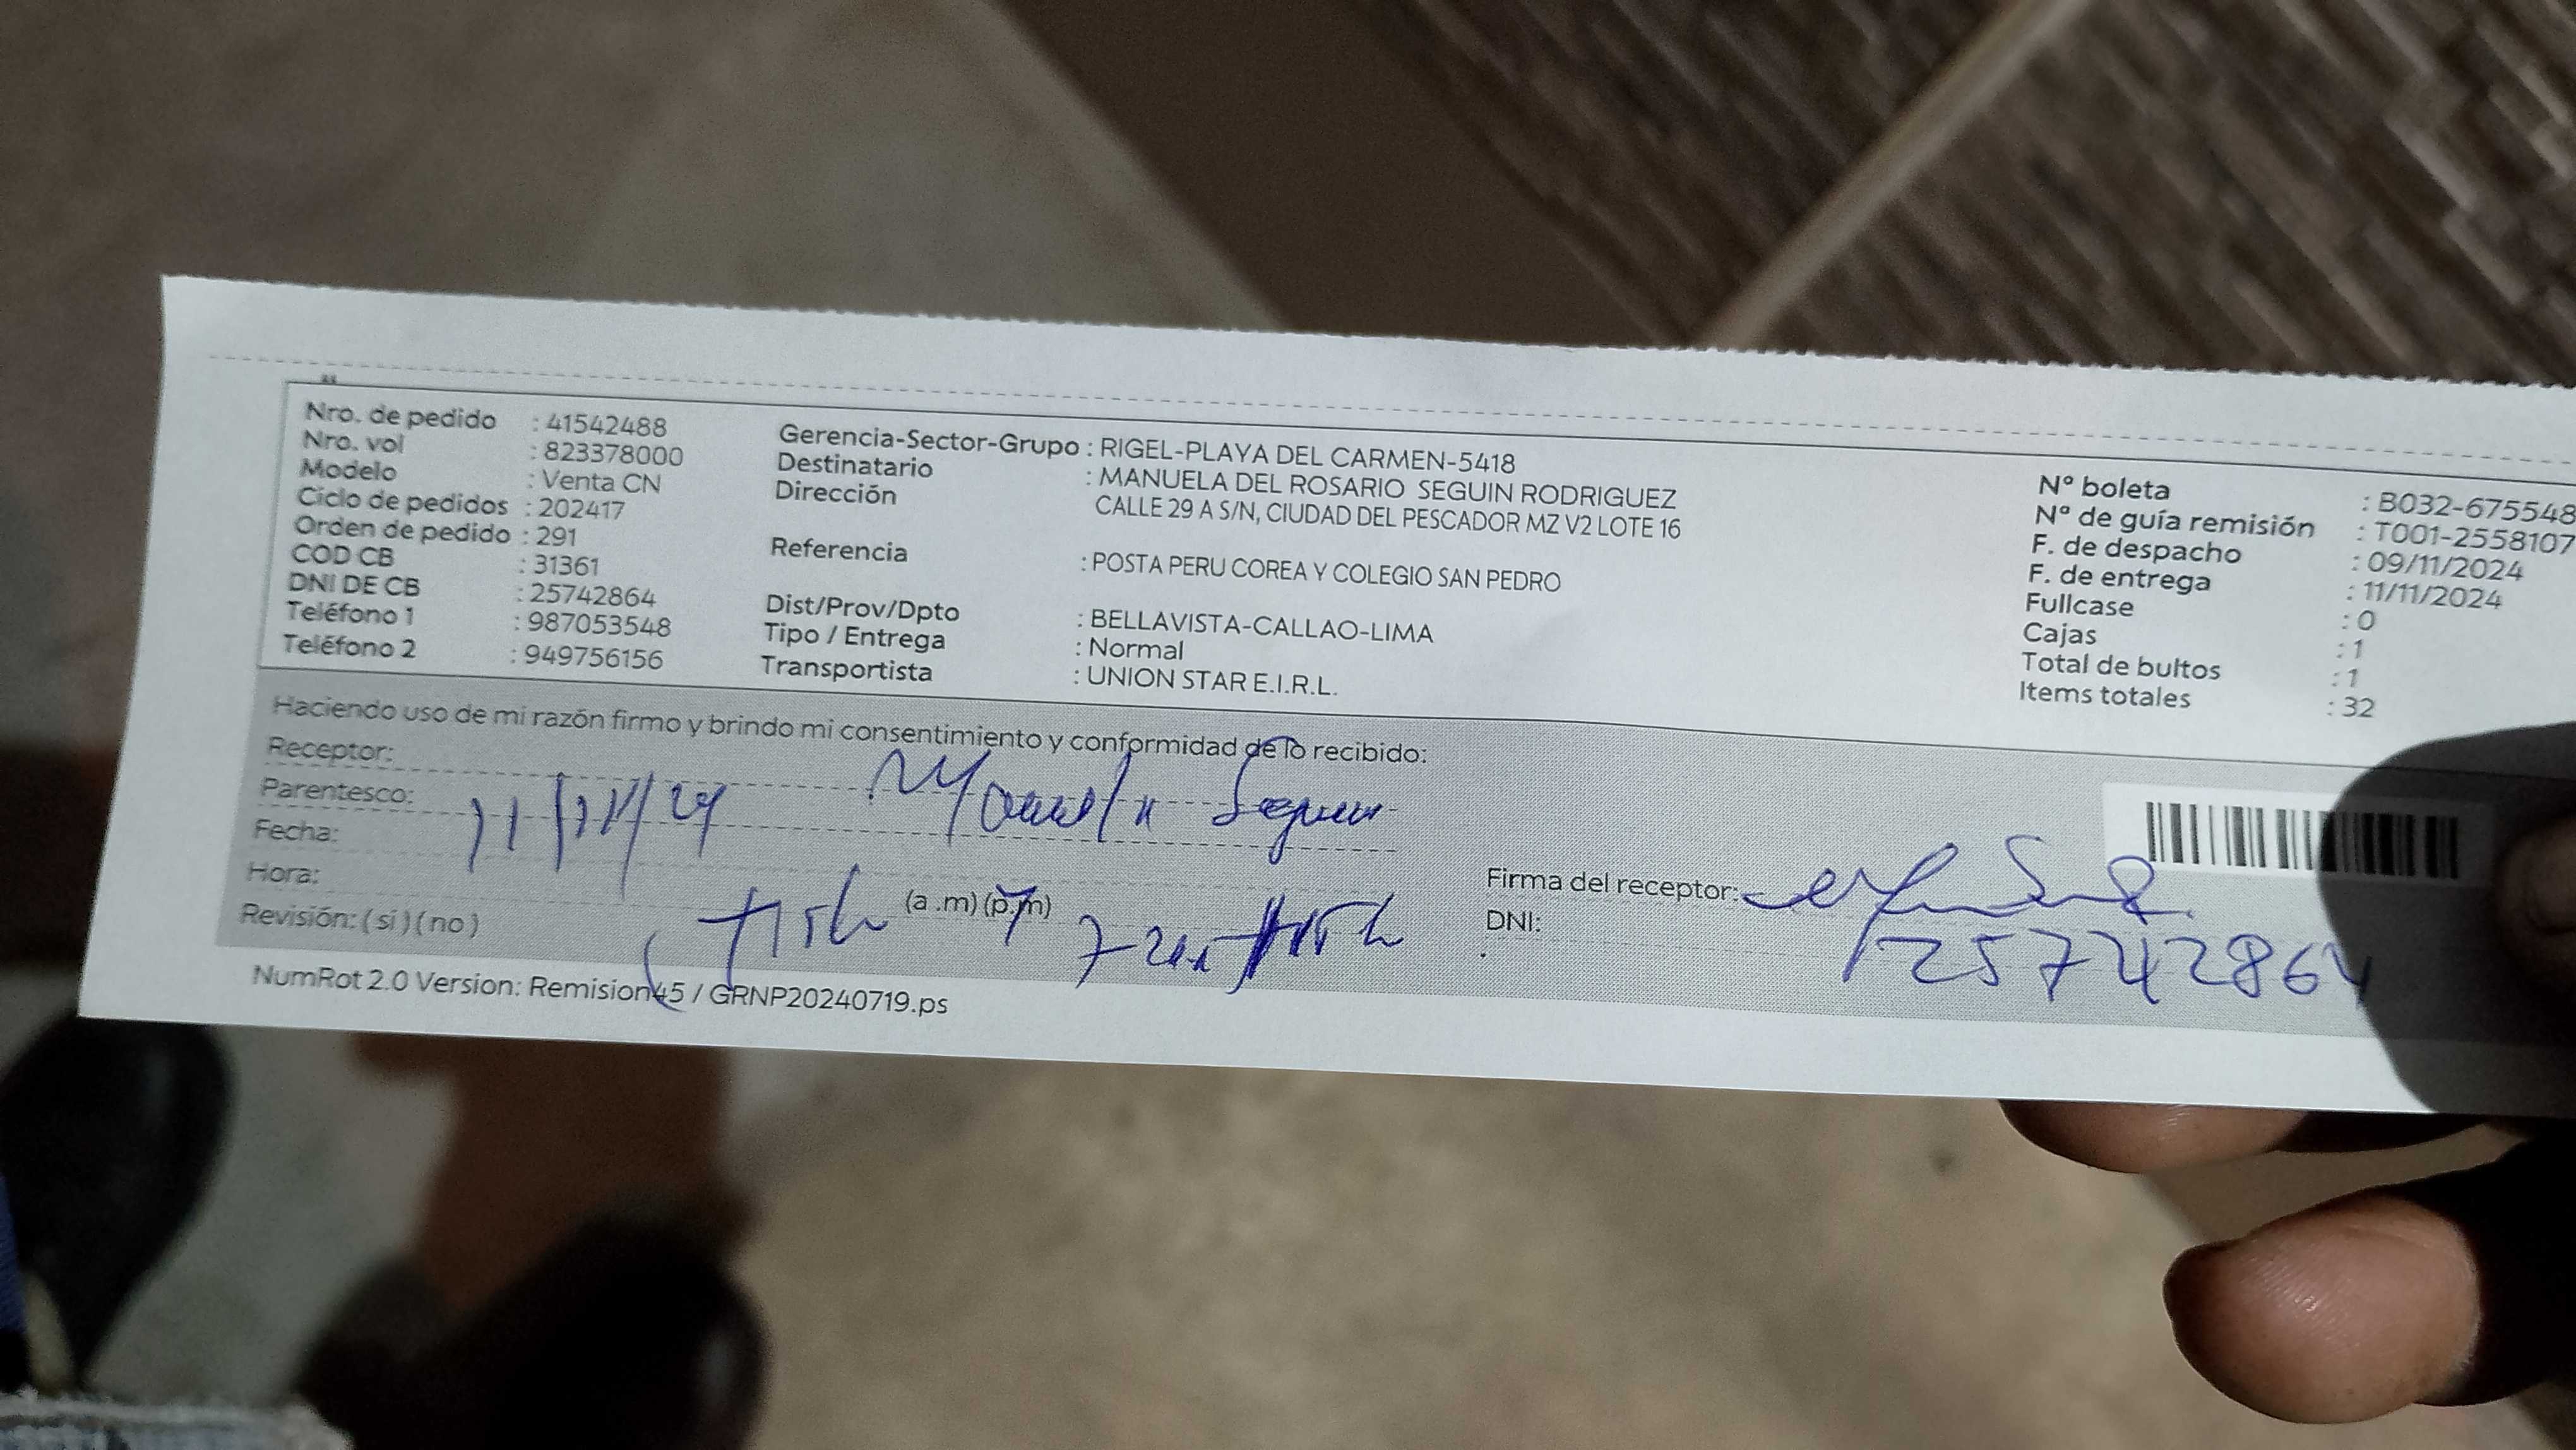 Nro. de pedido : 41542488
Nro. vol : 823378000
Modelo : Venta CN
Ciclo de pedidos : 202417
Orden de pedido : 291
COD CB : 31361
DNI DE CB : 25742864
Teléfono 1 : 987053548
Teléfono 2 : 949756156
Gerencia-Sector-Grupo : RIGEL-PLAYA DEL CARMEN-5418
Destinatario : MANUELA DEL ROSARIO SEGUIN RODRIGUEZ
Dirección CALLE 29 A S/N, CIUDAD DEL PESCADOR MZ V2 LOTE 16
Referencia : POSTA PERU COREA Y COLEGIO SAN PEDRO
Dist/Prov/Dpto : BELLAVISTA-CALLAO-LIMA
Tipo / Entrega : Normal
Transportista : UNION STAR E.I.R.L.
Nº boleta : B032-675548
Nº de guía remisión : T001-2558107
F. de despacho : 09/11/2024
F. de entrega : 11/11/2024
Fullcase : 0
Cajas : 1
Total de bultos : 1
Items totales : 32
Haciendo uso de mi razón firmo y brindo mi consentimiento y conformidad de lo recibido:
Receptor: Manuela Seguin
Parentesco:
Fecha: 11/11/24
Hora: (a .m) (p.m)
Revisión: ( si ) ( no )
Firma del receptor:
DNI: 25742864
NumRot 2.0 Version: Remision45 / GRNP20240719.ps